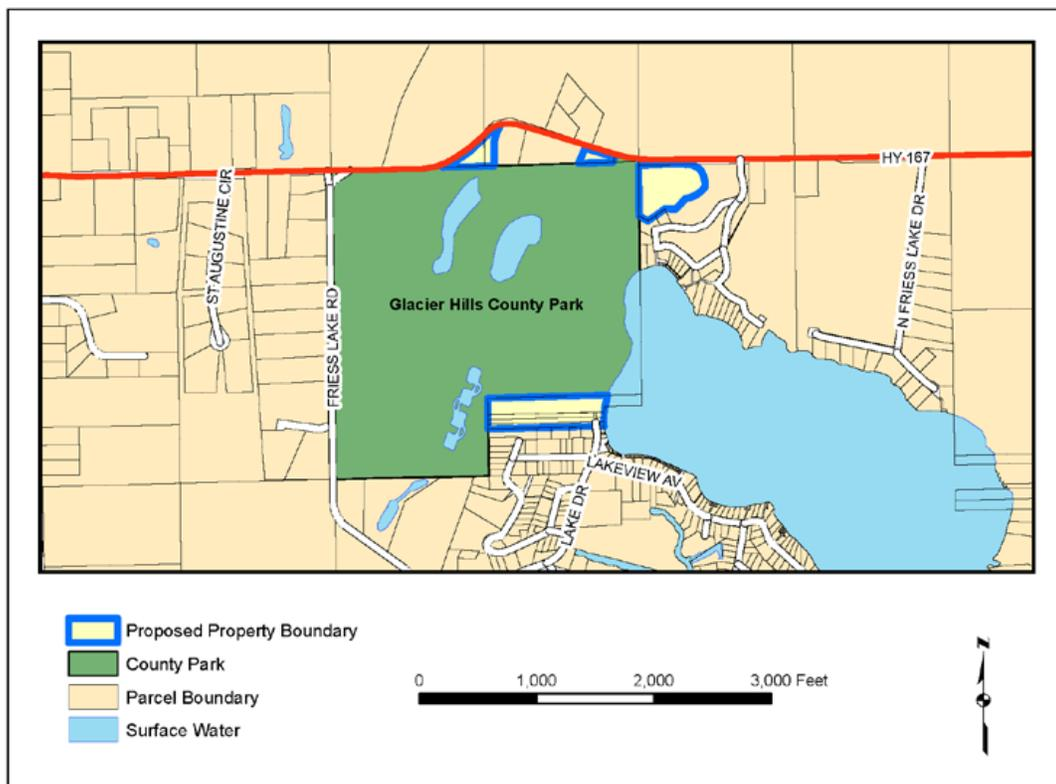 HY 167
ST AUGUSTINE CIR
N FRIESS LAKE DR
Glacier Hills County Park
FRIESS LAKE RD
LAKEVIEW AV
LAKE DR
Proposed Property Boundary
County Park
Parcel Boundary
Surface Water
0 1,000 2,000 3,000 Feet
N